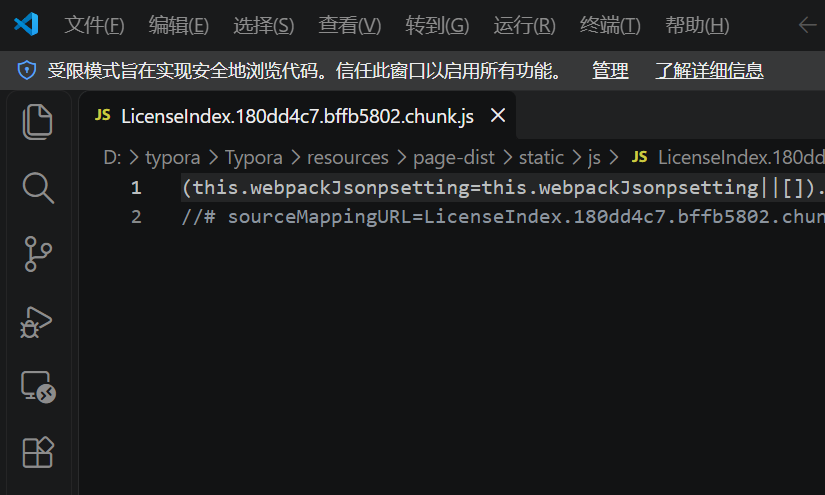 文件(F) 编辑(E) 选择(S) 查看(V) 转到(G) 运行(R) 终端(T) 帮助(H)
受限模式旨在实现安全地浏览代码。信任此窗口以启用所有功能。 管理 了解详细信息
JS LicenseIndex.180dd4c7.bffb5802.chunk.js
D: > typora > Typora > resources > page-dist > static > js > JS LicenseIndex.180dd
1 (this.webpackJsonpsetting=this.webpackJsonpsetting||[]).
2 //# sourceMappingURL=LicenseIndex.180dd4c7.bffb5802.chun